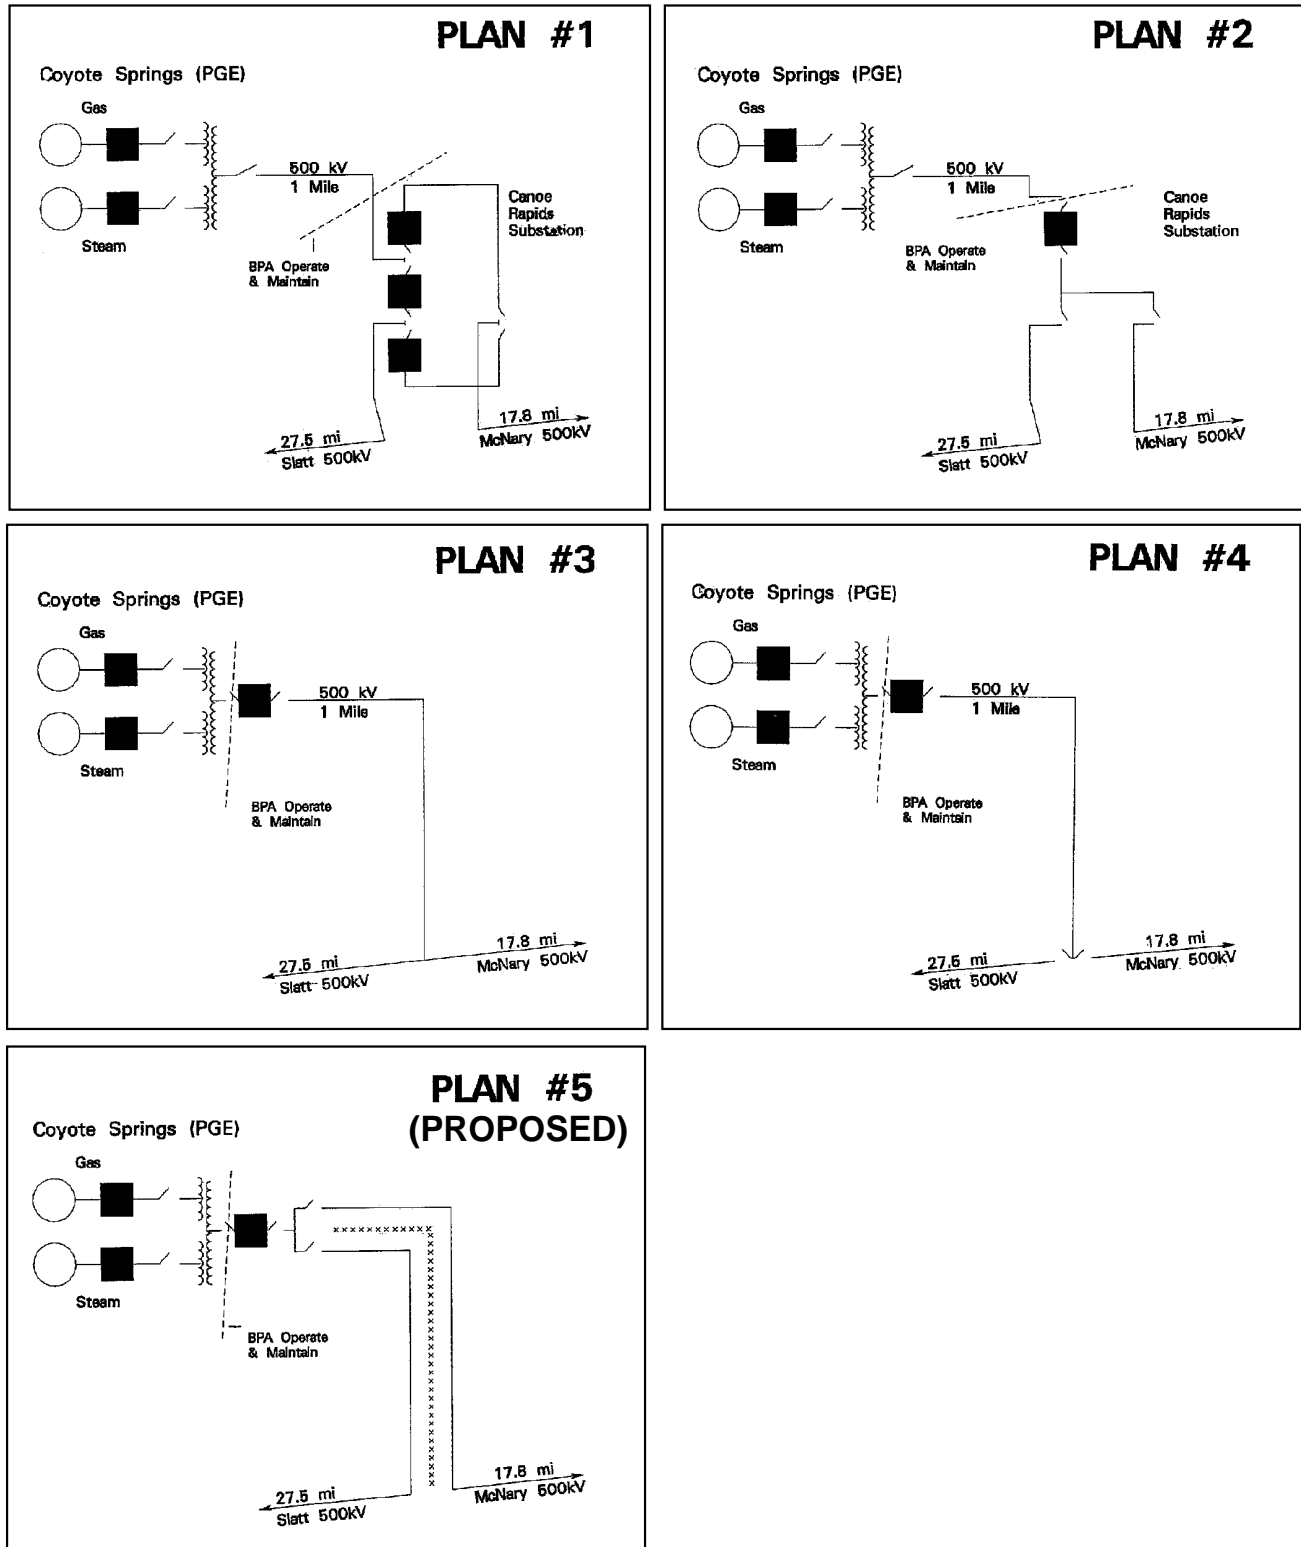 PLAN #1
Coyote Springs (PGE)
Gas
500 kV
1 Mile
Canoe
Rapids
Substation
Steam
BPA Operate
& Maintain
17.8 mi
McNary 500kV
27.5 mi
Slatt 500kV
PLAN #2
Coyote Springs (PGE)
Gas
500 kV
1 Mile
Canoe
Rapids
Substation
Steam
BPA Operate
& Maintain
17.8 mi
McNary 500kV
27.5 mi
Slatt 500kV
PLAN #3
Coyote Springs (PGE)
Gas
500 kV
1 Mile
Steam
BPA Operate
& Maintain
17.8 mi
McNary 500kV
27.5 mi
Slatt 500kV
PLAN #4
Coyote Springs (PGE)
Gas
500 kV
1 Mile
Steam
BPA Operate
& Maintain
17.8 mi
McNary 500kV
27.5 mi
Slatt 500kV
PLAN #5
(PROPOSED)
Coyote Springs (PGE)
Gas
Steam
BPA Operate
& Maintain
17.8 mi
McNary 500kV
27.5 mi
Slatt 500kV